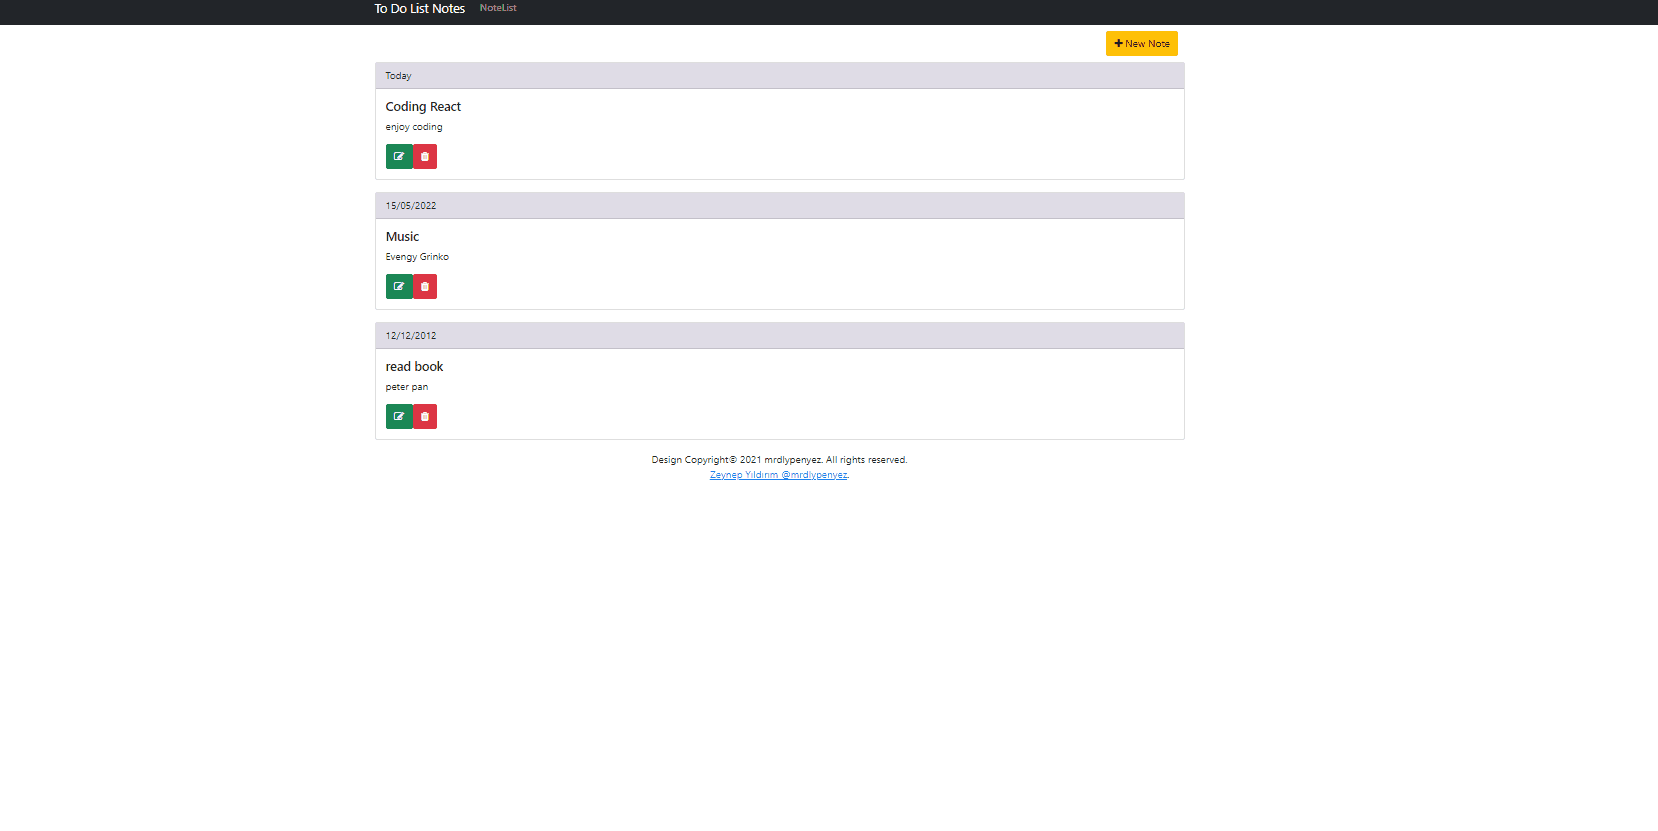 To Do List Notes NoteList
New Note
Today
Coding React
enjoy coding
15/05/2022
Music
Evengy Grinko
12/12/2012
read book
peter pan
Design Copyright© 2021 mrdlypenyez. All rights reserved.
Zeynep Yıldırım @mrdlypenyez.